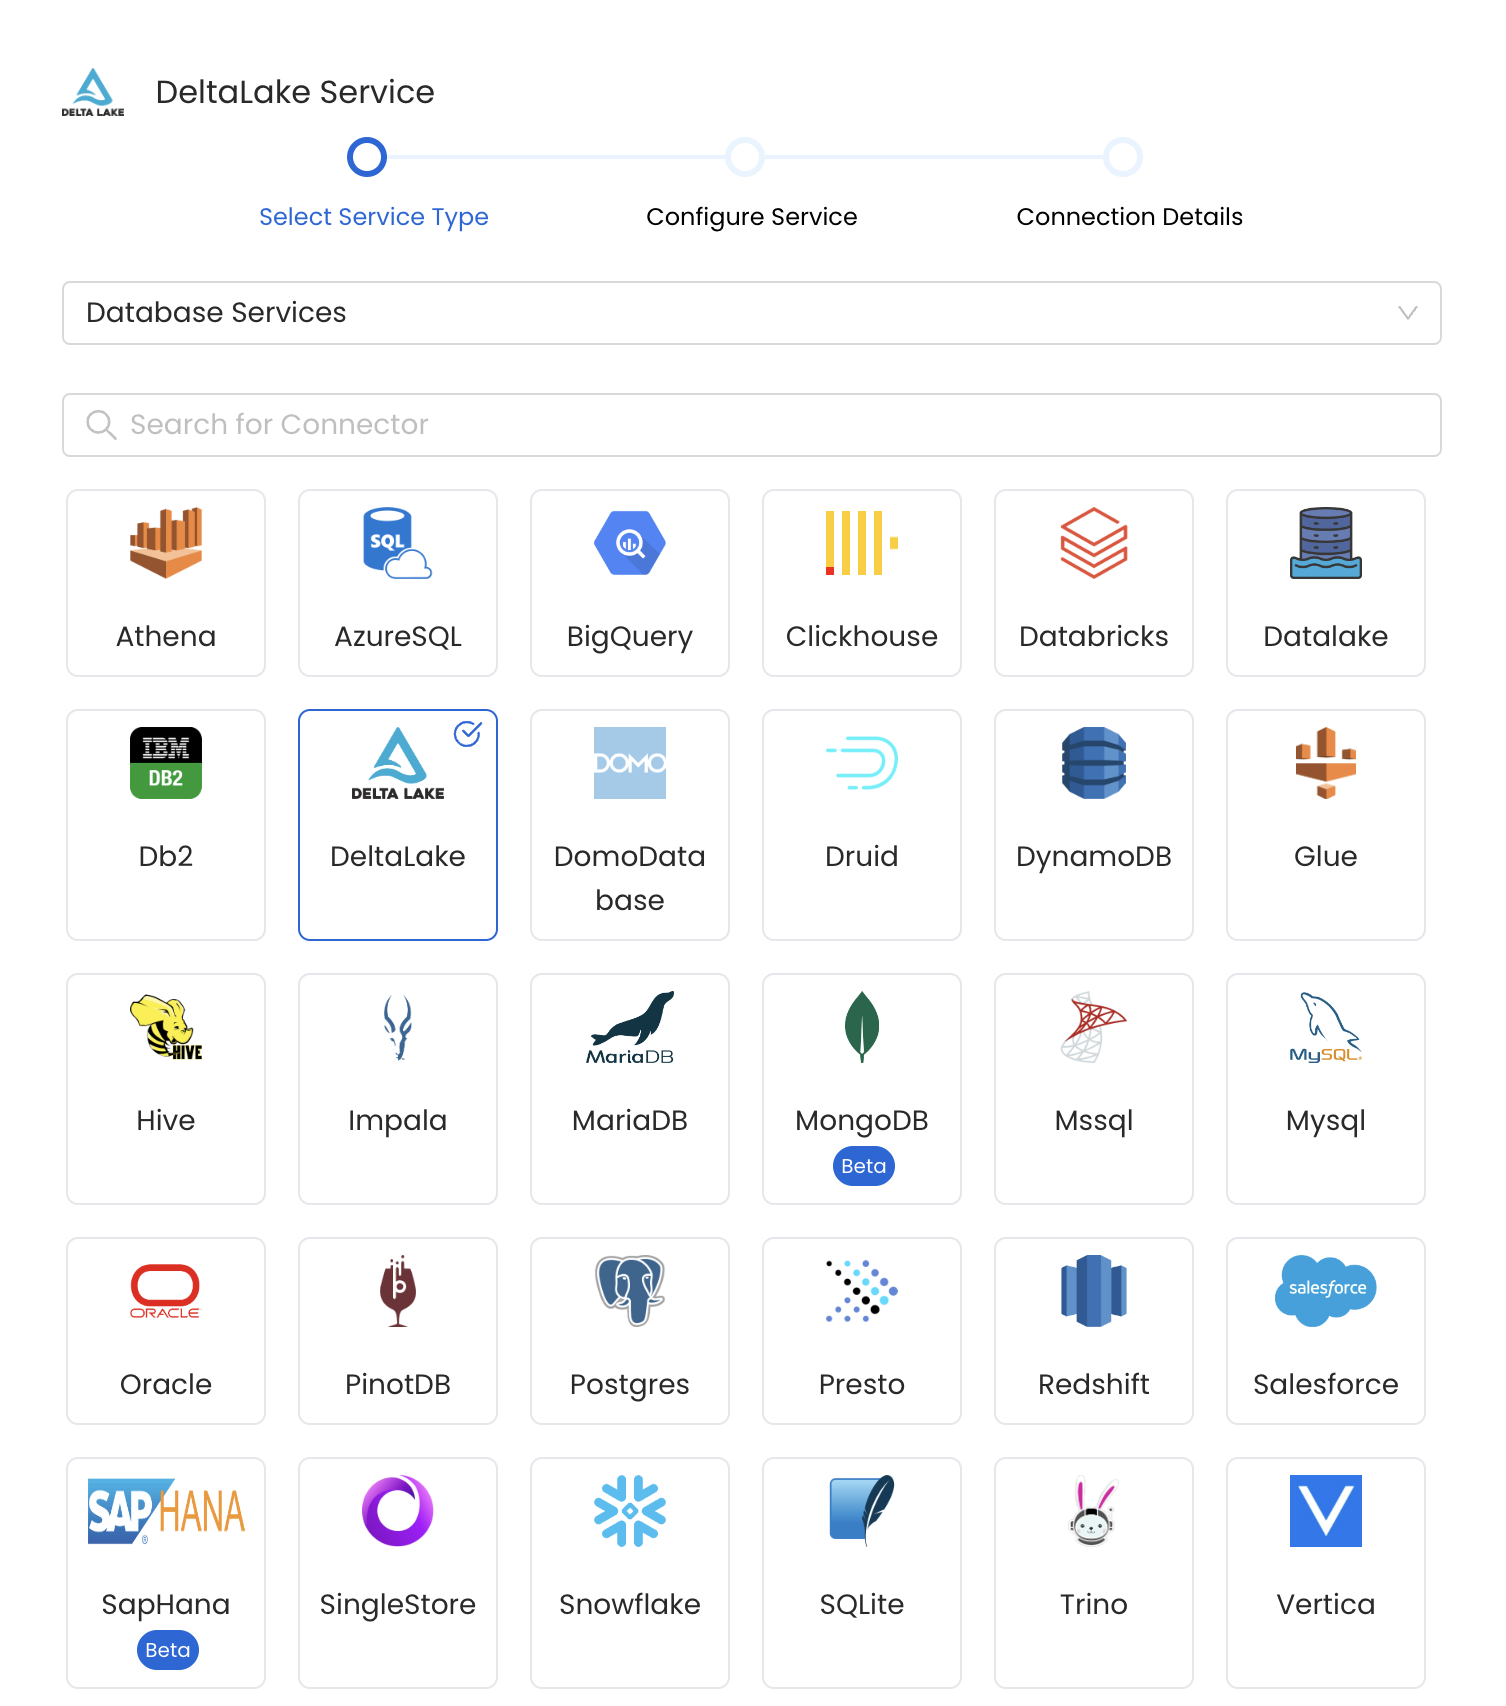 DELTA LAKE
DeltaLake Service
Select Service Type
Configure Service
Connection Details
Database Services
Search for Connector
SQL
Athena
AzureSQL
BigQuery
Clickhouse
Databricks
Datalake
IBM
DB2
DELTA LAKE
DOMO
Db2
DeltaLake
DomoData
base
Druid
DynamoDB
Glue
HIVE
MariaDB
MySQL
Hive
Impala
MariaDB
MongoDB
Beta
Mssql
Mysql
ORACLE
p
salesforce
Oracle
PinotDB
Postgres
Presto
Redshift
Salesforce
SAP HANA
®
SapHana
Beta
SingleStore
Snowflake
SQLite
Trino
Vertica